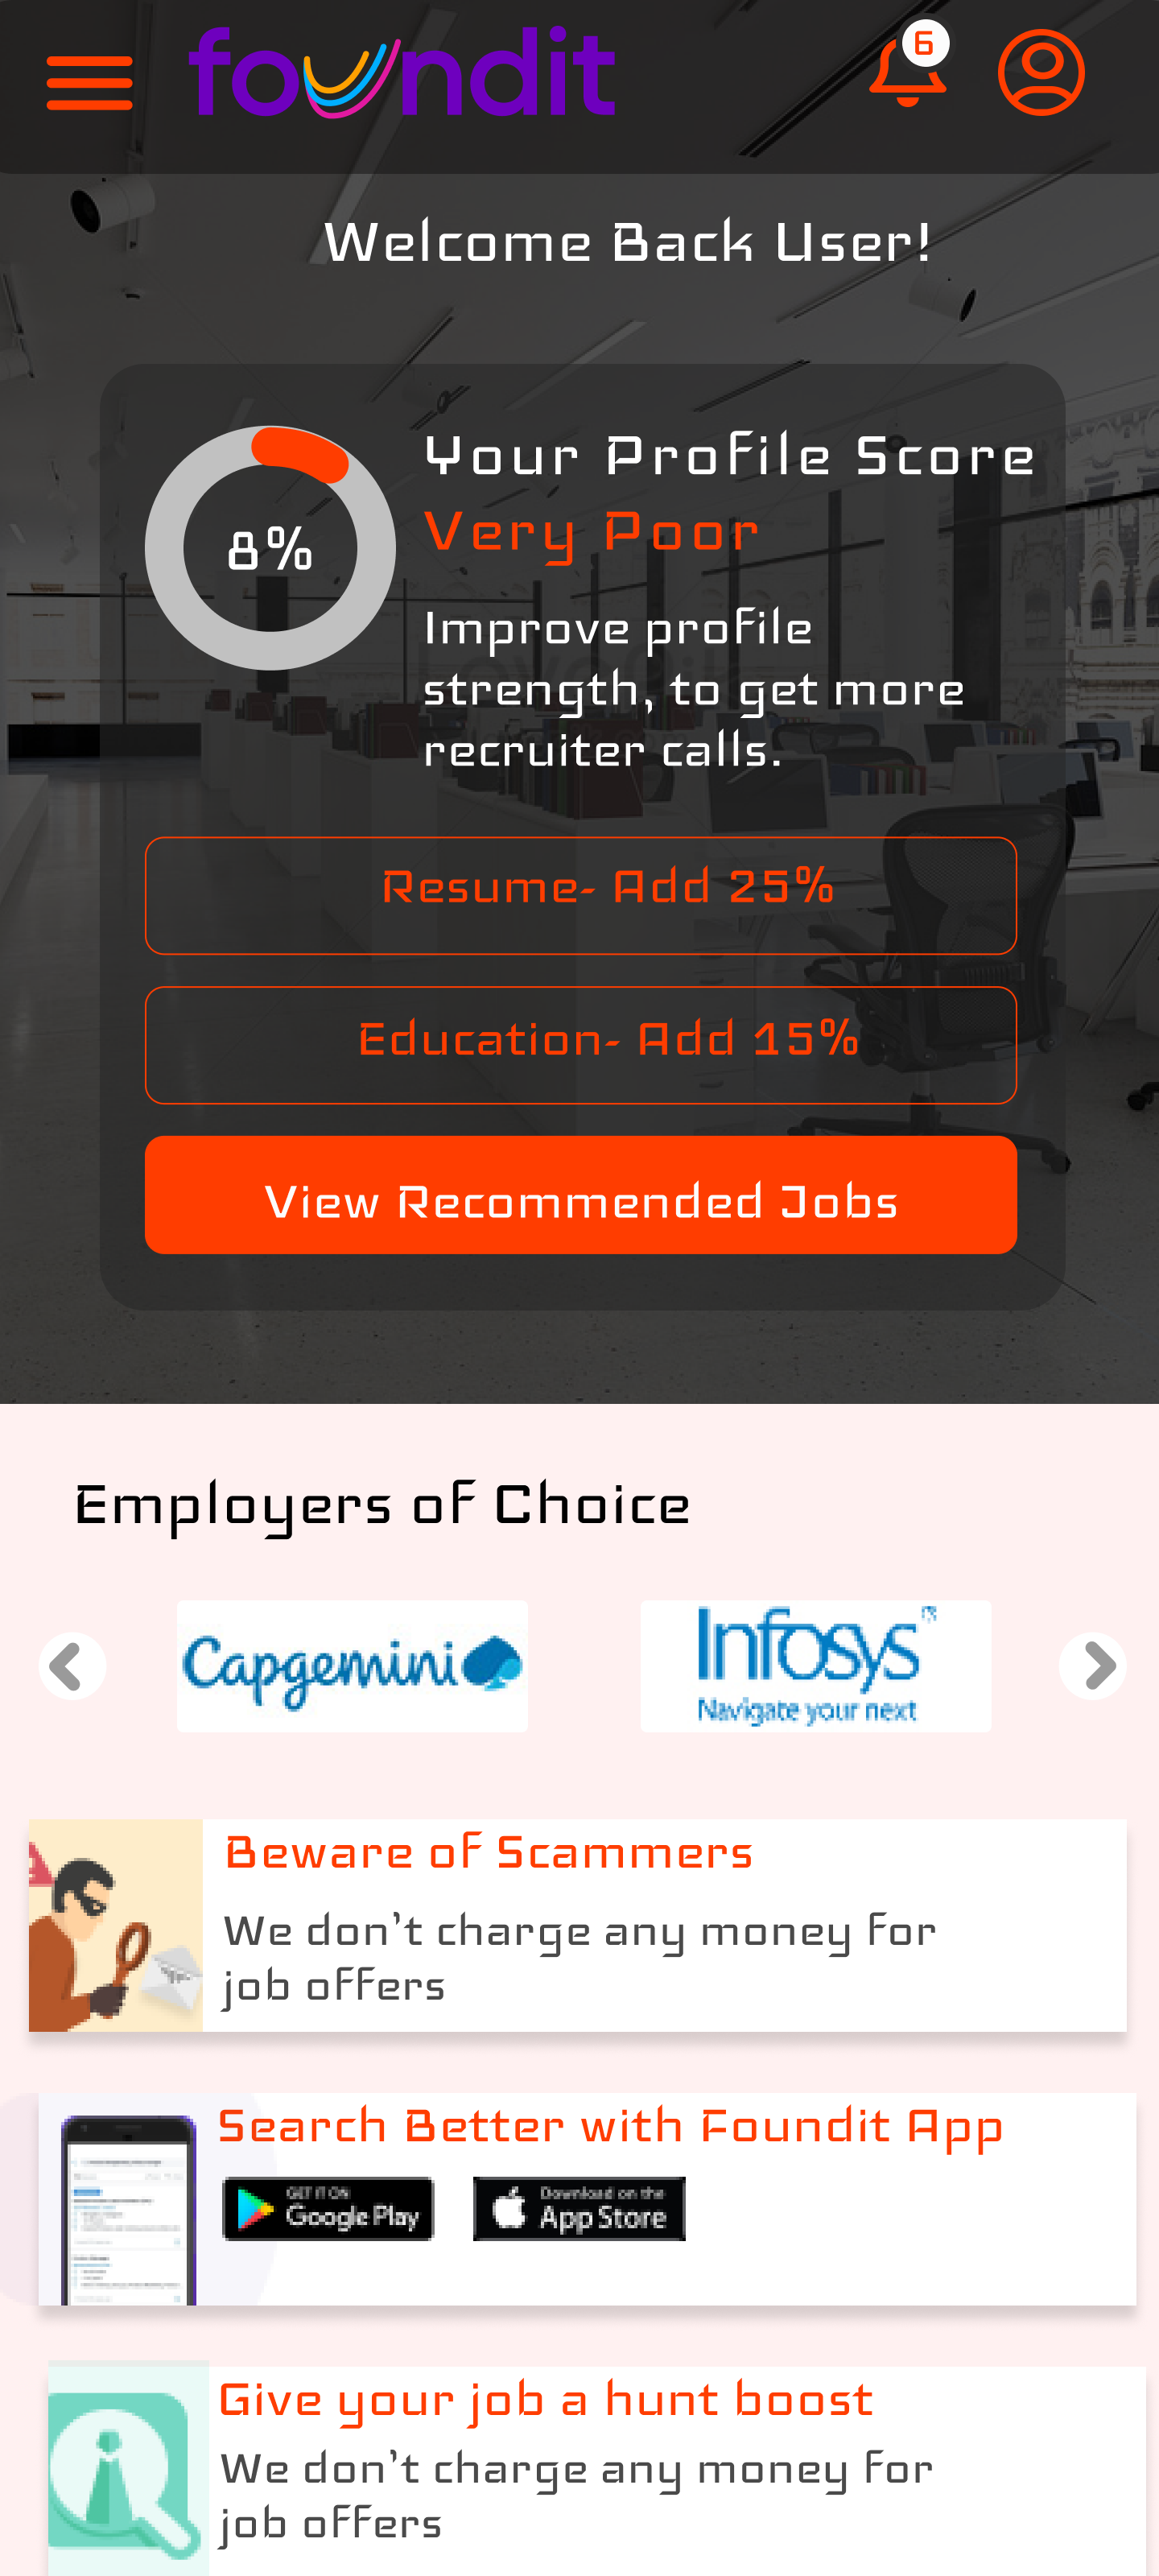 foundit
6
Welcome Back User!
8%
Your Profile Score
Very Poor
Improve profile
strength, to get more
recruiter calls.
Resume- Add 25%
Education- Add 15%
View Recommended Jobs
Employers of Choice
Capgemini
Infosys
Navigate your next
Beware of Scammers
We don't charge any money for
job offers
Search Better with Foundit App
GET IT ON
Google Play
Download on the
App Store
Give your job a hunt boost
We don't charge any money for
job offers